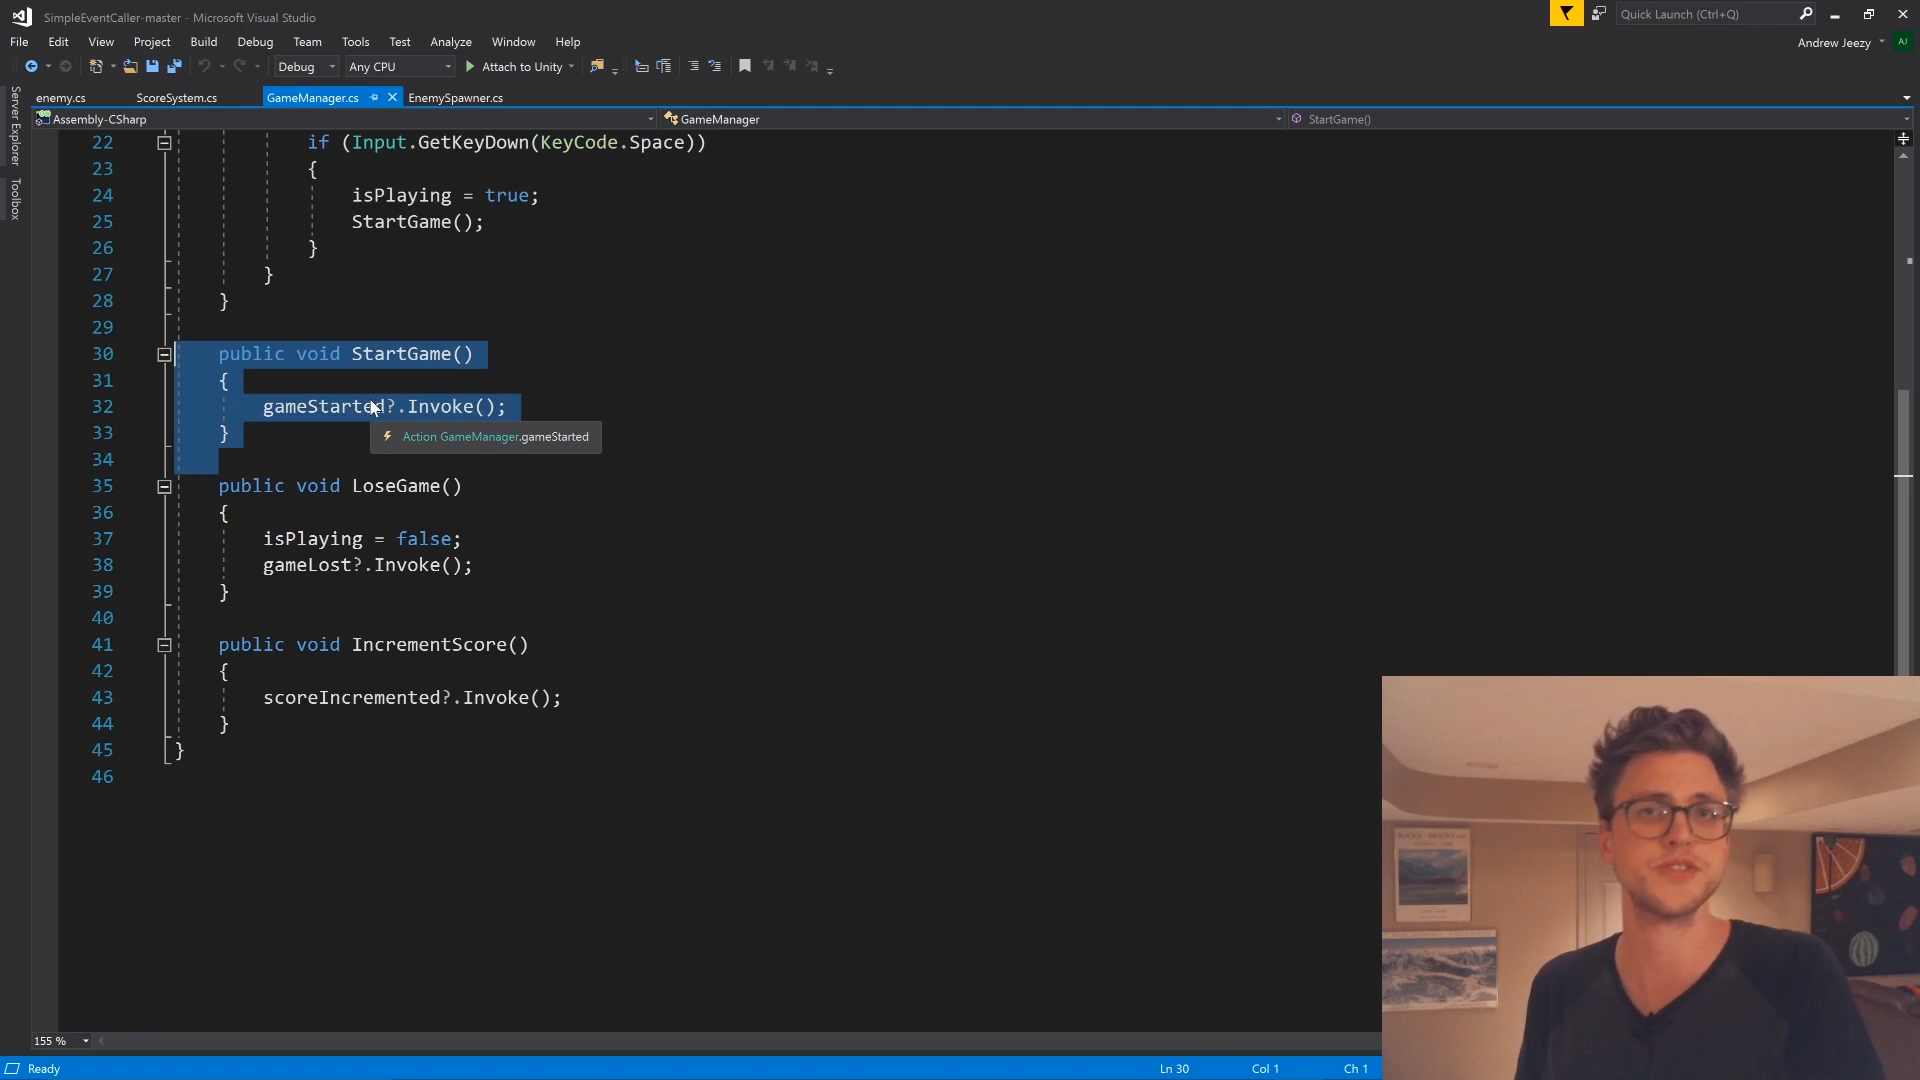 SimpleEventCaller-master - Microsoft Visual Studio
Quick Launch (Ctrl+Q)
File Edit View Project Build Debug Team Tools Test Analyze Window Help
Andrew Jeezy AJ
Debug Any CPU Attach to Unity
Server Explorer
Toolbox
enemy.cs ScoreSystem.cs GameManager.cs EnemySpawner.cs
Assembly-CSharp GameManager StartGame()
22 if (Input.GetKeyDown(KeyCode.Space))
23 {
24 isPlaying = true;
25 StartGame();
26 }
27 }
28 }
29
30 public void StartGame()
31 {
32 gameStarted?.Invoke();
33 }
Action GameManager.gameStarted
34
35 public void LoseGame()
36 {
37 isPlaying = false;
38 gameLost?.Invoke();
39 }
40
41 public void IncrementScore()
42 {
43 scoreIncremented?.Invoke();
44 }
45 }
46
ROCKY MOUNTAIN
155 %
Ready Ln 30 Col 1 Ch 1